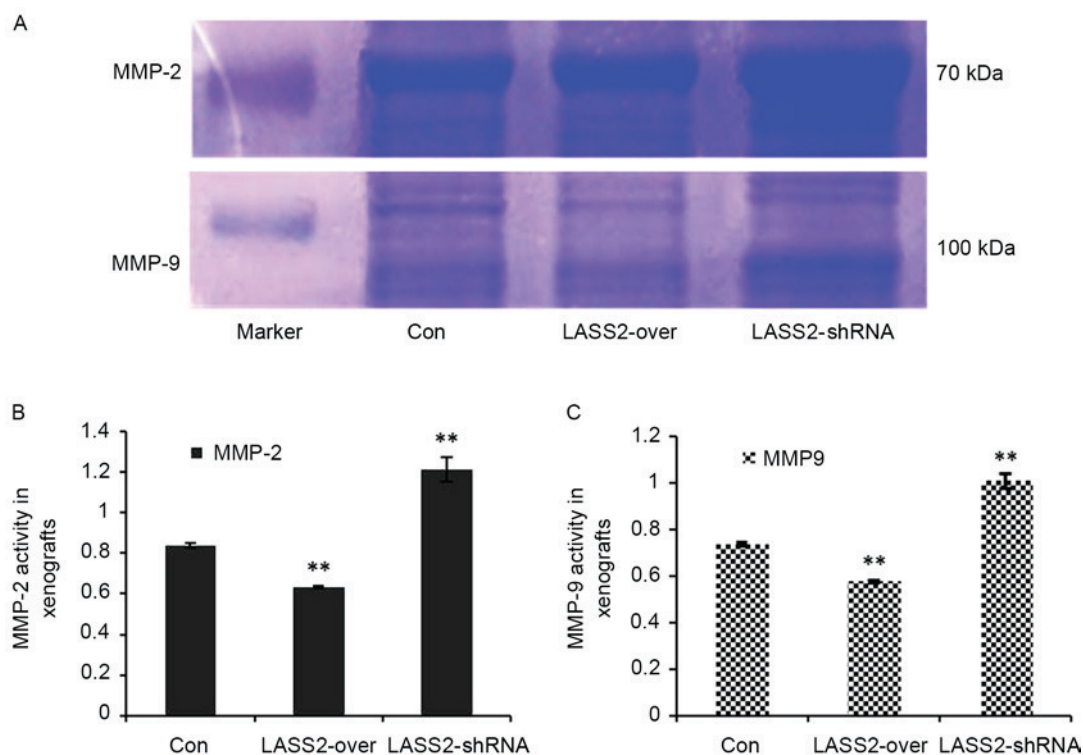 A
MMP-2
70 kDa
MMP-9
100 kDa
Marker Con LASS2-over LASS2-shRNA
B
MMP-2 activity in
xenografts
1.4
1.2
1
0.8
0.6
0.4
0.2
0
MMP-2
**
**
Con LASS2-over LASS2-shRNA
C
MMP-9 activity in
xenografts
1.2
1
0.8
0.6
0.4
0.2
0
MMP9
**
**
Con LASS2-over LASS2-shRNA